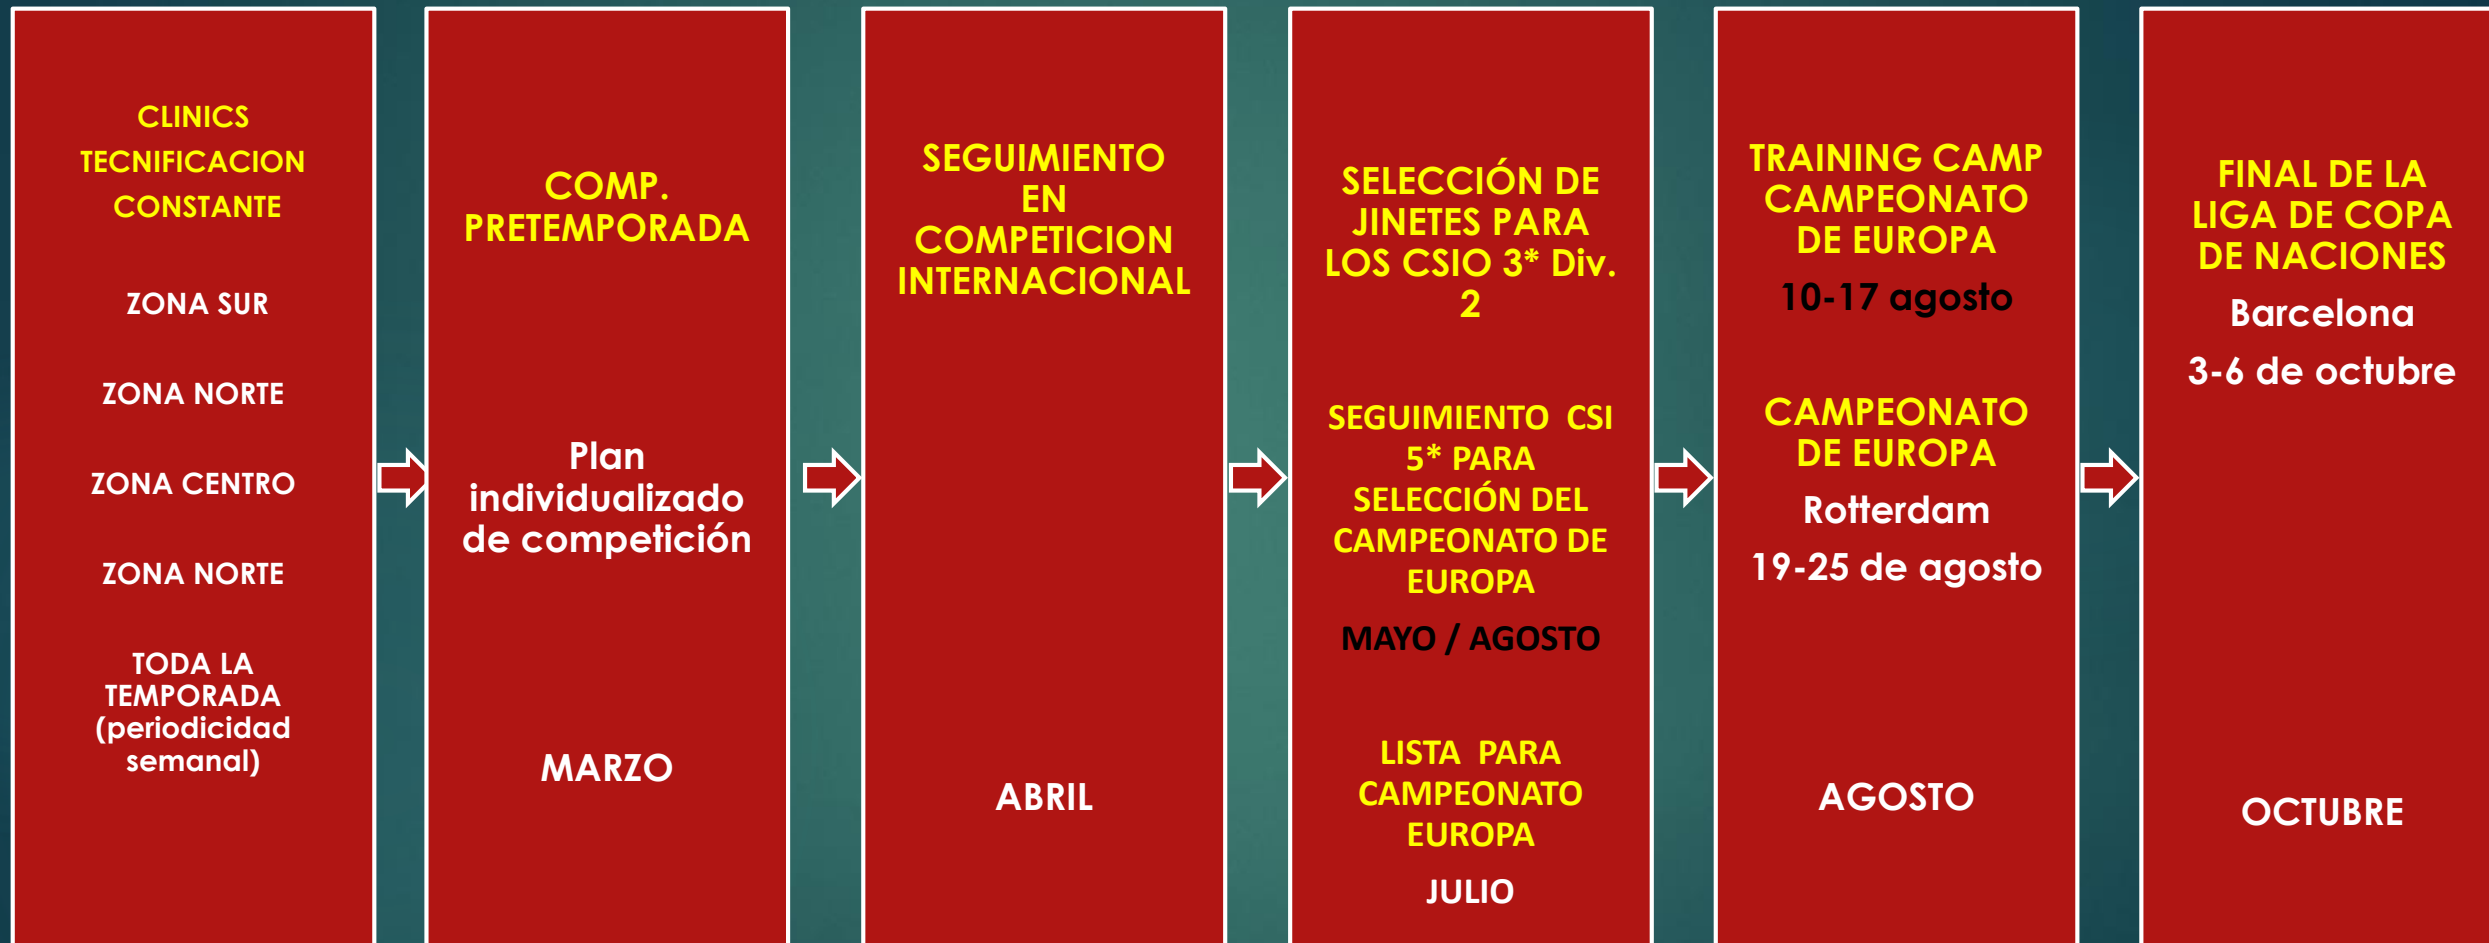 CLINICS
TECNIFICACION
CONSTANTE
ZONA SUR
ZONA NORTE
ZONA CENTRO
ZONA NORTE
TODA LA
TEMPORADA
(periodicidad
semanal)
COMP.
PRETEMPORADA
Plan
individualizado
de competición
MARZO
SEGUIMIENTO
EN
COMPETICION
INTERNACIONAL
ABRIL
SELECCIÓN DE
JINETES PARA
LOS CSIO 3* Div.
2
SEGUIMIENTO CSI
5* PARA
SELECCIÓN DEL
CAMPEONATO DE
EUROPA
MAYO / AGOSTO
LISTA PARA
CAMPEONATO
EUROPA
JULIO
TRAINING CAMP
CAMPEONATO
DE EUROPA
10-17 agosto
CAMPEONATO
DE EUROPA
Rotterdam
19-25 de agosto
AGOSTO
FINAL DE LA
LIGA DE COPA
DE NACIONES
Barcelona
3-6 de octubre
OCTUBRE